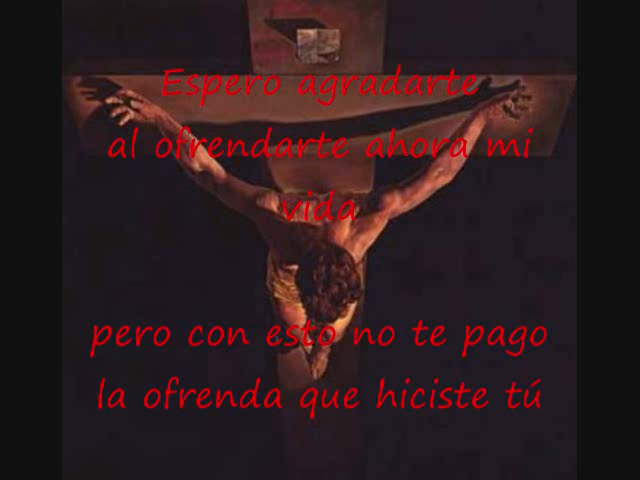 Espero agradarte
al ofrendarte ahora mi
vida
pero con esto no te pago
la ofrenda que hiciste tú